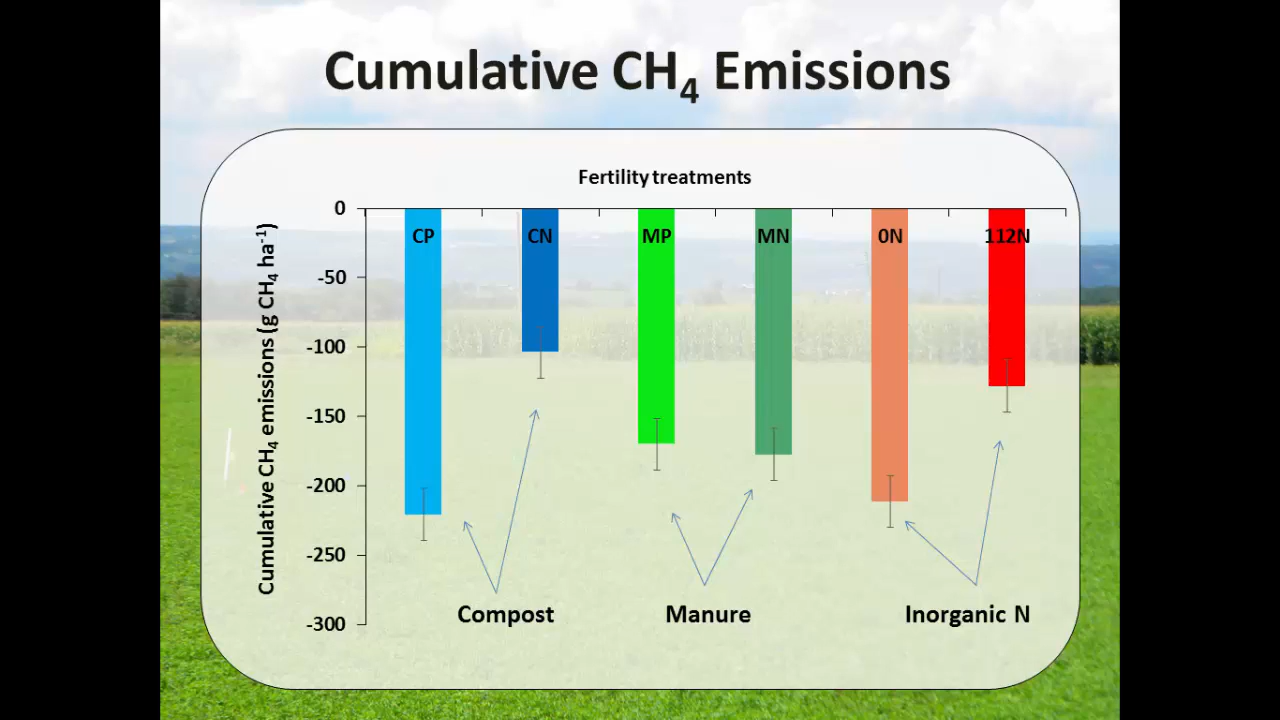 Cumulative CH₄ Emissions
Fertility treatments
Cumulative CH₄ emissions (g CH₄ ha⁻¹)
0
-50
-100
-150
-200
-250
-300
CP CN MP MN 0N 112N
Compost Manure Inorganic N